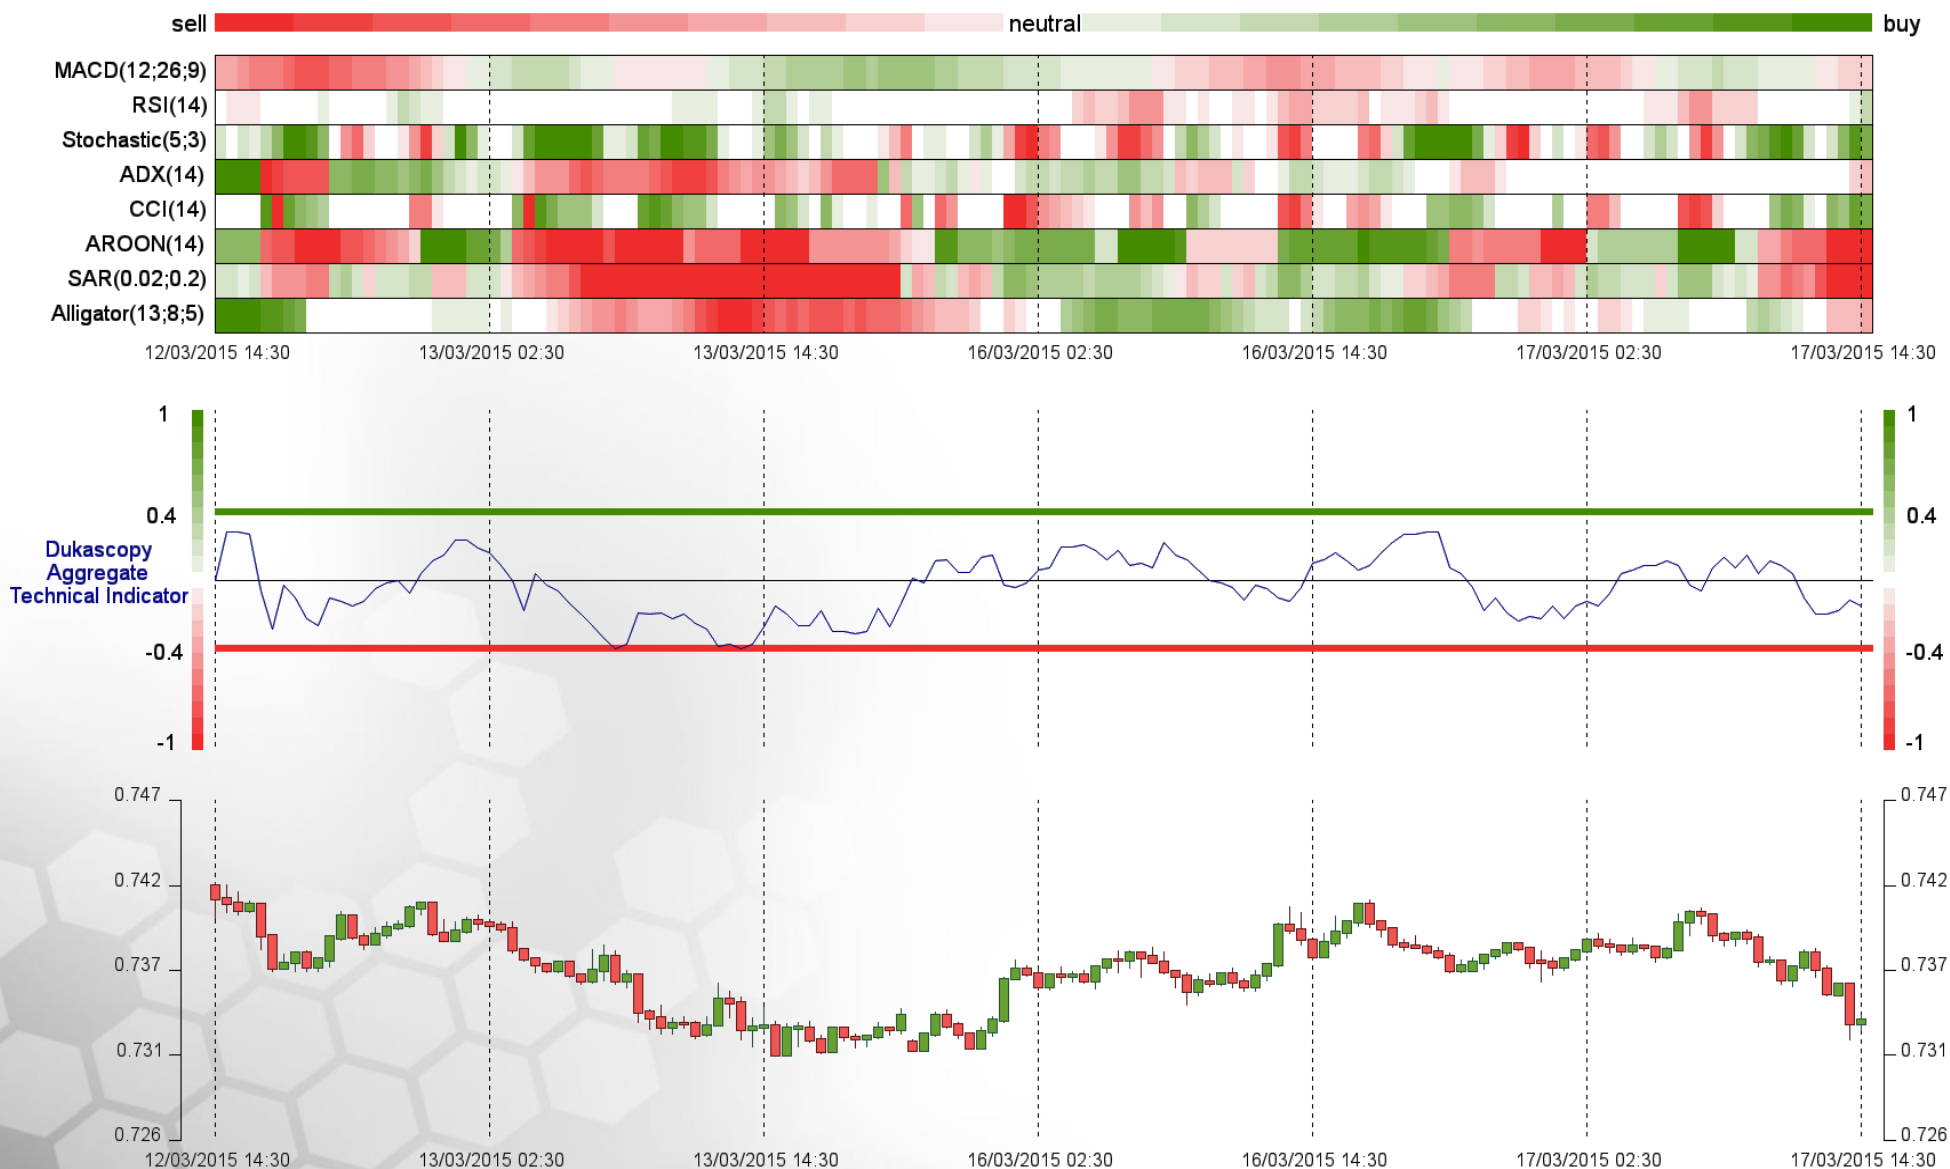 sell neutral buy
MACD(12;26;9)
RSI(14)
Stochastic(5;3)
ADX(14)
CCI(14)
AROON(14)
SAR(0.02;0.2)
Alligator(13;8;5)
12/03/2015 14:30 13/03/2015 02:30 13/03/2015 14:30 16/03/2015 02:30 16/03/2015 14:30 17/03/2015 02:30 17/03/2015 14:30
1 1
0.4 0.4
Dukascopy
Aggregate
Technical Indicator
-0.4 -0.4
-1 -1
0.747 0.747
0.742 0.742
0.737 0.737
0.731 0.731
0.726 0.726
12/03/2015 14:30 13/03/2015 02:30 13/03/2015 14:30 16/03/2015 02:30 16/03/2015 14:30 17/03/2015 02:30 17/03/2015 14:30